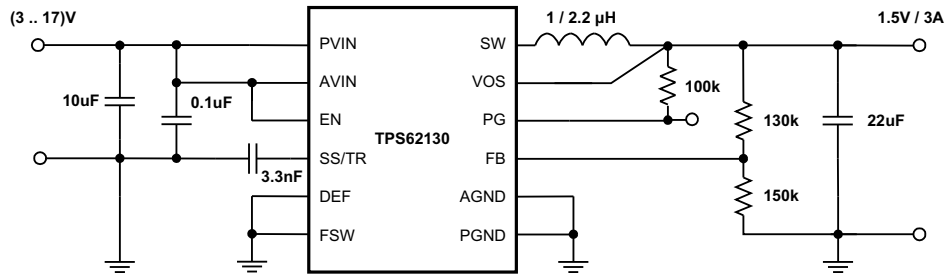 (3 .. 17)V
1 / 2.2 µH
1.5V / 3A
PVIN
SW
AVIN
VOS
100k
10uF
0.1uF
EN
PG
130k
22uF
TPS62130
SS/TR
FB
3.3nF
DEF
AGND
150k
FSW
PGND